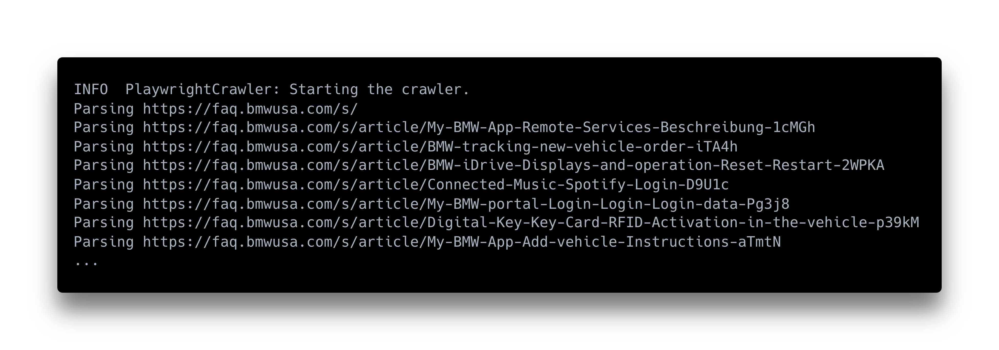 INFO  PlaywrightCrawler: Starting the crawler.
Parsing https://faq.bmwusa.com/s/
Parsing https://faq.bmwusa.com/s/article/My-BMW-App-Remote-Services-Beschreibung-1cMGh
Parsing https://faq.bmwusa.com/s/article/BMW-tracking-new-vehicle-order-iTA4h
Parsing https://faq.bmwusa.com/s/article/BMW-iDrive-Displays-and-operation-Reset-Restart-2WPKA
Parsing https://faq.bmwusa.com/s/article/Connected-Music-Spotify-Login-D9U1c
Parsing https://faq.bmwusa.com/s/article/My-BMW-portal-Login-Login-Login-data-Pg3j8
Parsing https://faq.bmwusa.com/s/article/Digital-Key-Key-Card-RFID-Activation-in-the-vehicle-p39kM
Parsing https://faq.bmwusa.com/s/article/My-BMW-App-Add-vehicle-Instructions-aTmtN
...